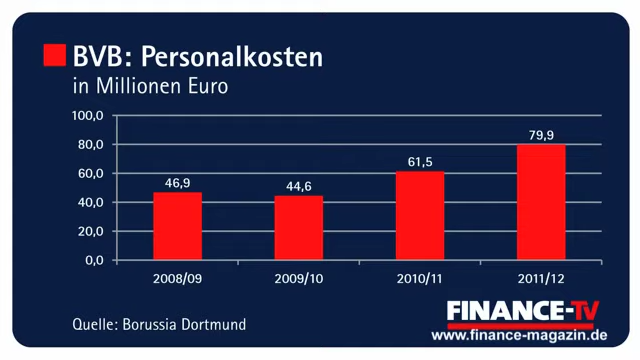 BVB: Personalkosten
in Millionen Euro
100,0
80,0
60,0
40,0
20,0
0,0
46,9
44,6
61,5
79,9
2008/09
2009/10
2010/11
2011/12
Quelle: Borussia Dortmund
FINANCE-TV
www.finance-magazin.de